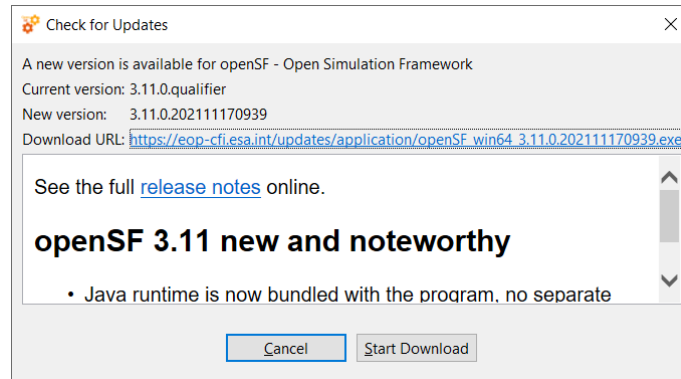 Check for Updates
A new version is available for openSF - Open Simulation Framework
Current version: 3.11.0.qualifier
New version: 3.11.0.202111170939
Download URL: https://eop-cfi.esa.int/updates/application/openSF_win64_3.11.0.202111170939.exe
See the full release notes online.
openSF 3.11 new and noteworthy
• Java runtime is now bundled with the program, no separate
Cancel Start Download